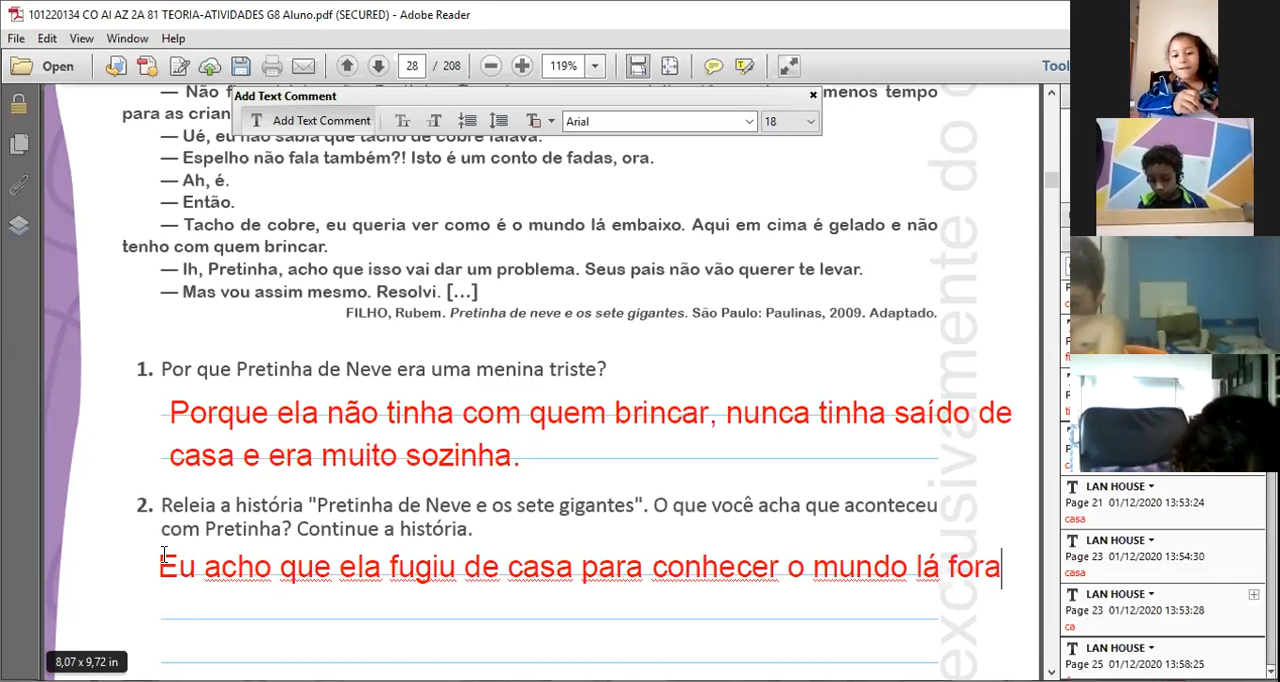 101220134 CO AI AZ 2A 81 TEORIA-ATIVIDADES G8 Aluno.pdf (SECURED) - Adobe Reader
File Edit View Window Help
Open 28 / 208 119% Tool
Add Text Comment
Add Text Comment Arial 18
— Não menos tempo
para as crian
— Ué, eu não sabia que tacho de cobre falava.
— Espelho não fala também?! Isto é um conto de fadas, ora.
— Ah, é.
— Então.
— Tacho de cobre, eu queria ver como é o mundo lá embaixo. Aqui em cima é gelado e não
tenho com quem brincar.
— Ih, Pretinha, acho que isso vai dar um problema. Seus pais não vão querer te levar.
— Mas vou assim mesmo. Resolvi. [...]
FILHO, Rubem. Pretinha de neve e os sete gigantes. São Paulo: Paulinas, 2009. Adaptado.
1. Por que Pretinha de Neve era uma menina triste?
Porque ela não tinha com quem brincar, nunca tinha saído de
casa e era muito sozinha.
2. Releia a história "Pretinha de Neve e os sete gigantes". O que você acha que aconteceu
com Pretinha? Continue a história.
Eu acho que ela fugiu de casa para conhecer o mundo lá fora
8,07 x 9,72 in
LAN HOUSE
Page 21 01/12/2020 13:53:24
casa
LAN HOUSE
Page 23 01/12/2020 13:54:30
casa
LAN HOUSE
Page 23 01/12/2020 13:53:28
ca
LAN HOUSE
Page 25 01/12/2020 13:58:25